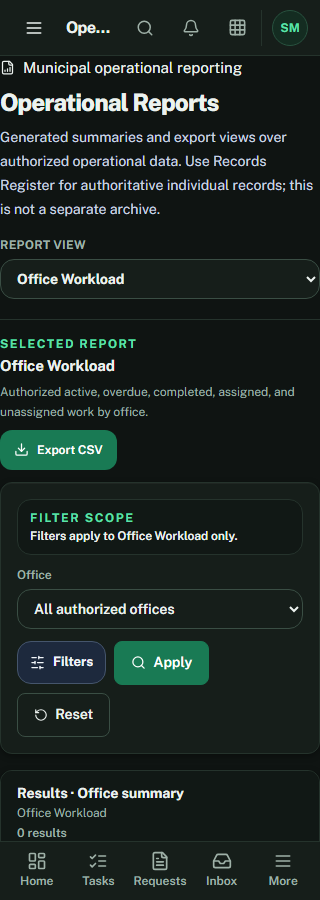 Ope...
SM
Municipal operational reporting
Operational Reports
Generated summaries and export views over
authorized operational data. Use Records
Register for authoritative individual records; this
is not a separate archive.
REPORT VIEW
Office Workload
SELECTED REPORT
Office Workload
Authorized active, overdue, completed, assigned, and
unassigned work by office.
Export CSV
FILTER SCOPE
Filters apply to Office Workload only.
Office
All authorized offices
Filters
Apply
Reset
Results · Office summary
Office Workload
0 results
Home
Tasks
Requests
Inbox
More